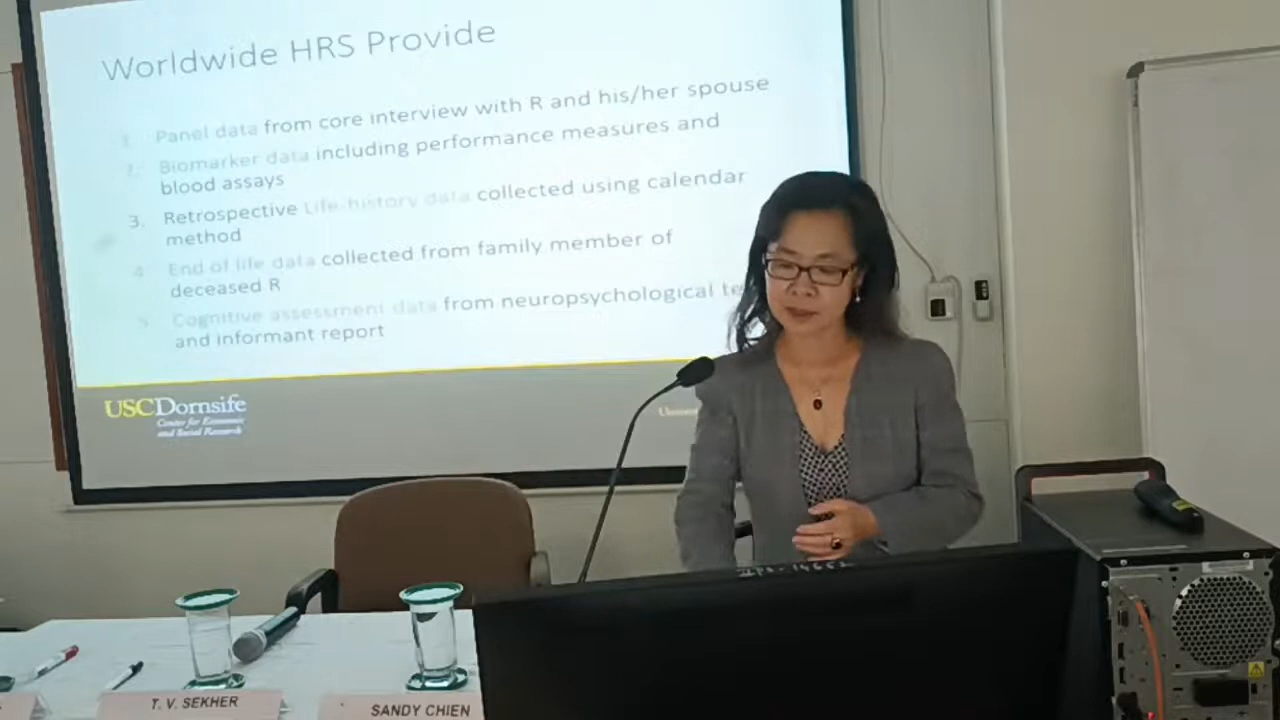 Worldwide HRS Provide
1. Panel data from core interview with R and his/her spouse
2. Biomarker data including performance measures and
blood assays
3. Retrospective Life-history data collected using calendar
method
4. End of life data collected from family member of
deceased R
5. Cognitive assessment data from neuropsychological te
and informant report
USCDornsife
Center for Economic
and Social Research
T. V. SEKHER
SANDY CHIEN